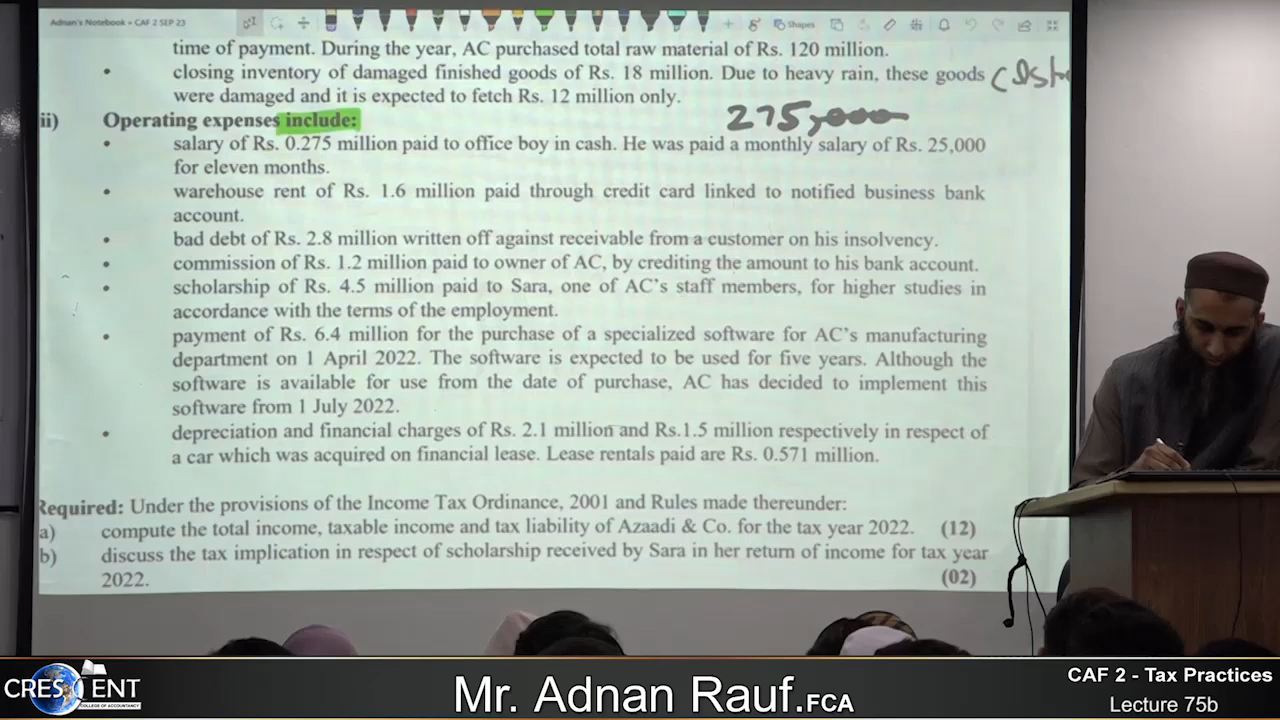 Adnan's Notebook • CAF 2 SEP 23
Shapes
time of payment. During the year, AC purchased total raw material of Rs. 120 million.
• closing inventory of damaged finished goods of Rs. 18 million. Due to heavy rain, these goods
were damaged and it is expected to fetch Rs. 12 million only.
275,000
ii) Operating expenses include:
• salary of Rs. 0.275 million paid to office boy in cash. He was paid a monthly salary of Rs. 25,000
for eleven months.
• warehouse rent of Rs. 1.6 million paid through credit card linked to notified business bank
account.
• bad debt of Rs. 2.8 million written off against receivable from a customer on his insolvency.
• commission of Rs. 1.2 million paid to owner of AC, by crediting the amount to his bank account.
• scholarship of Rs. 4.5 million paid to Sara, one of AC's staff members, for higher studies in
accordance with the terms of the employment.
• payment of Rs. 6.4 million for the purchase of a specialized software for AC's manufacturing
department on 1 April 2022. The software is expected to be used for five years. Although the
software is available for use from the date of purchase, AC has decided to implement this
software from 1 July 2022.
• depreciation and financial charges of Rs. 2.1 million and Rs.1.5 million respectively in respect of
a car which was acquired on financial lease. Lease rentals paid are Rs. 0.571 million.
Required: Under the provisions of the Income Tax Ordinance, 2001 and Rules made thereunder:
a) compute the total income, taxable income and tax liability of Azaadi & Co. for the tax year 2022. (12)
b) discuss the tax implication in respect of scholarship received by Sara in her return of income for tax year
2022. (02)
CRESCENT
COLLEGE OF ACCOUNTANCY
Mr. Adnan Rauf.FCA
CAF 2 - Tax Practices
Lecture 75b